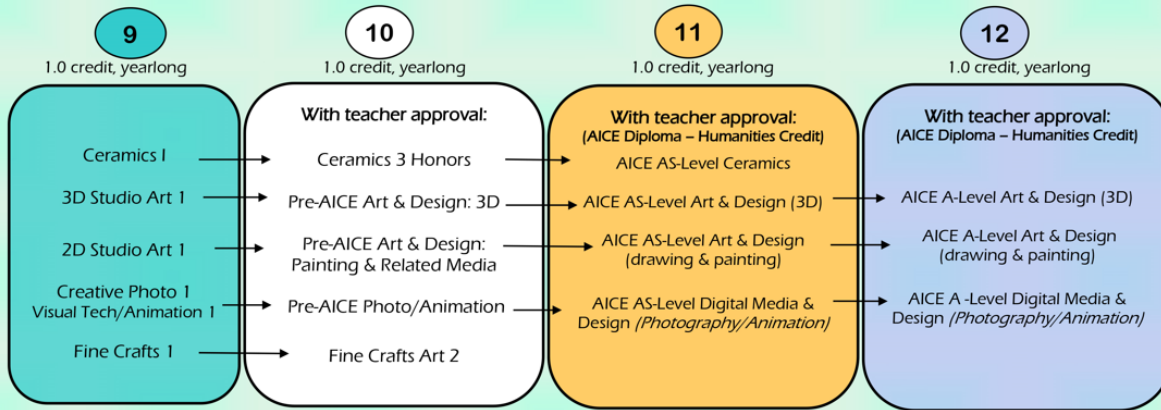 9
1.0 credit, yearlong
Ceramics I
3D Studio Art 1
2D Studio Art 1
Creative Photo 1
Visual Tech/Animation 1
Fine Crafts 1
10
1.0 credit, yearlong
With teacher approval:
Ceramics 3 Honors
Pre-AICE Art & Design: 3D
Pre-AICE Art & Design:
Painting & Related Media
Pre-AICE Photo/Animation
Fine Crafts Art 2
11
1.0 credit, yearlong
With teacher approval:
(AICE Diploma – Humanities Credit)
AICE AS-Level Ceramics
AICE AS-Level Art & Design (3D)
AICE AS-Level Art & Design
(drawing & painting)
AICE AS-Level Digital Media &
Design (Photography/Animation)
12
1.0 credit, yearlong
With teacher approval:
(AICE Diploma – Humanities Credit)
AICE A-Level Art & Design (3D)
AICE A-Level Art & Design
(drawing & painting)
AICE A -Level Digital Media &
Design (Photography/Animation)